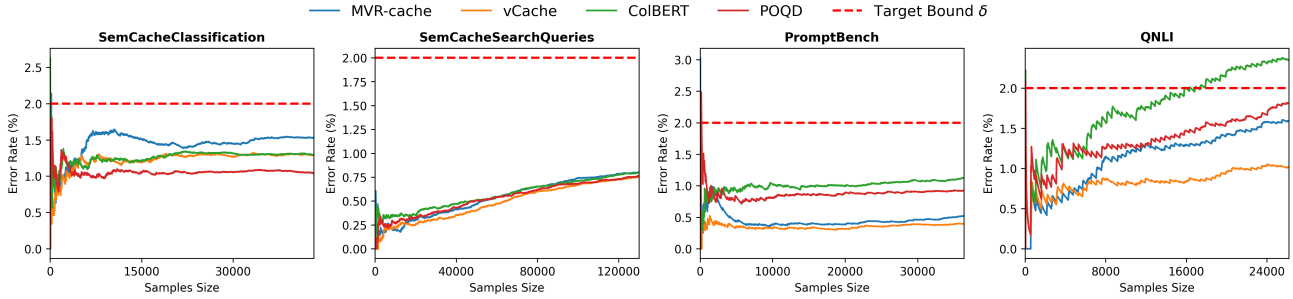 MVR-cache vCache ColBERT POQD Target Bound δ
SemCacheClassification
Error Rate (%)
2.5
2.0
1.5
1.0
0.5
0.0
0 15000 30000
Samples Size
SemCacheSearchQueries
Error Rate (%)
2.00
1.75
1.50
1.25
1.00
0.75
0.50
0.25
0.00
0 40000 80000 120000
Samples Size
PromptBench
Error Rate (%)
3.0
2.5
2.0
1.5
1.0
0.5
0.0
0 10000 20000 30000
Samples Size
QNLI
Error Rate (%)
2.0
1.5
1.0
0.5
0.0
0 8000 16000 24000
Samples Size